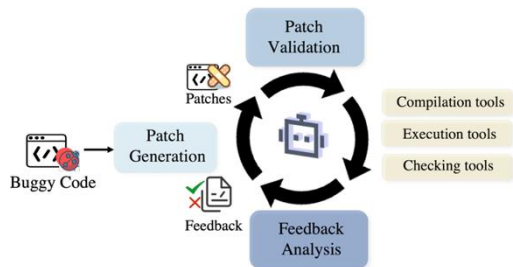 Patch
Validation
Patches
Compilation tools
Execution tools
Checking tools
Patch
Generation
Buggy Code
Feedback
Feedback
Analysis